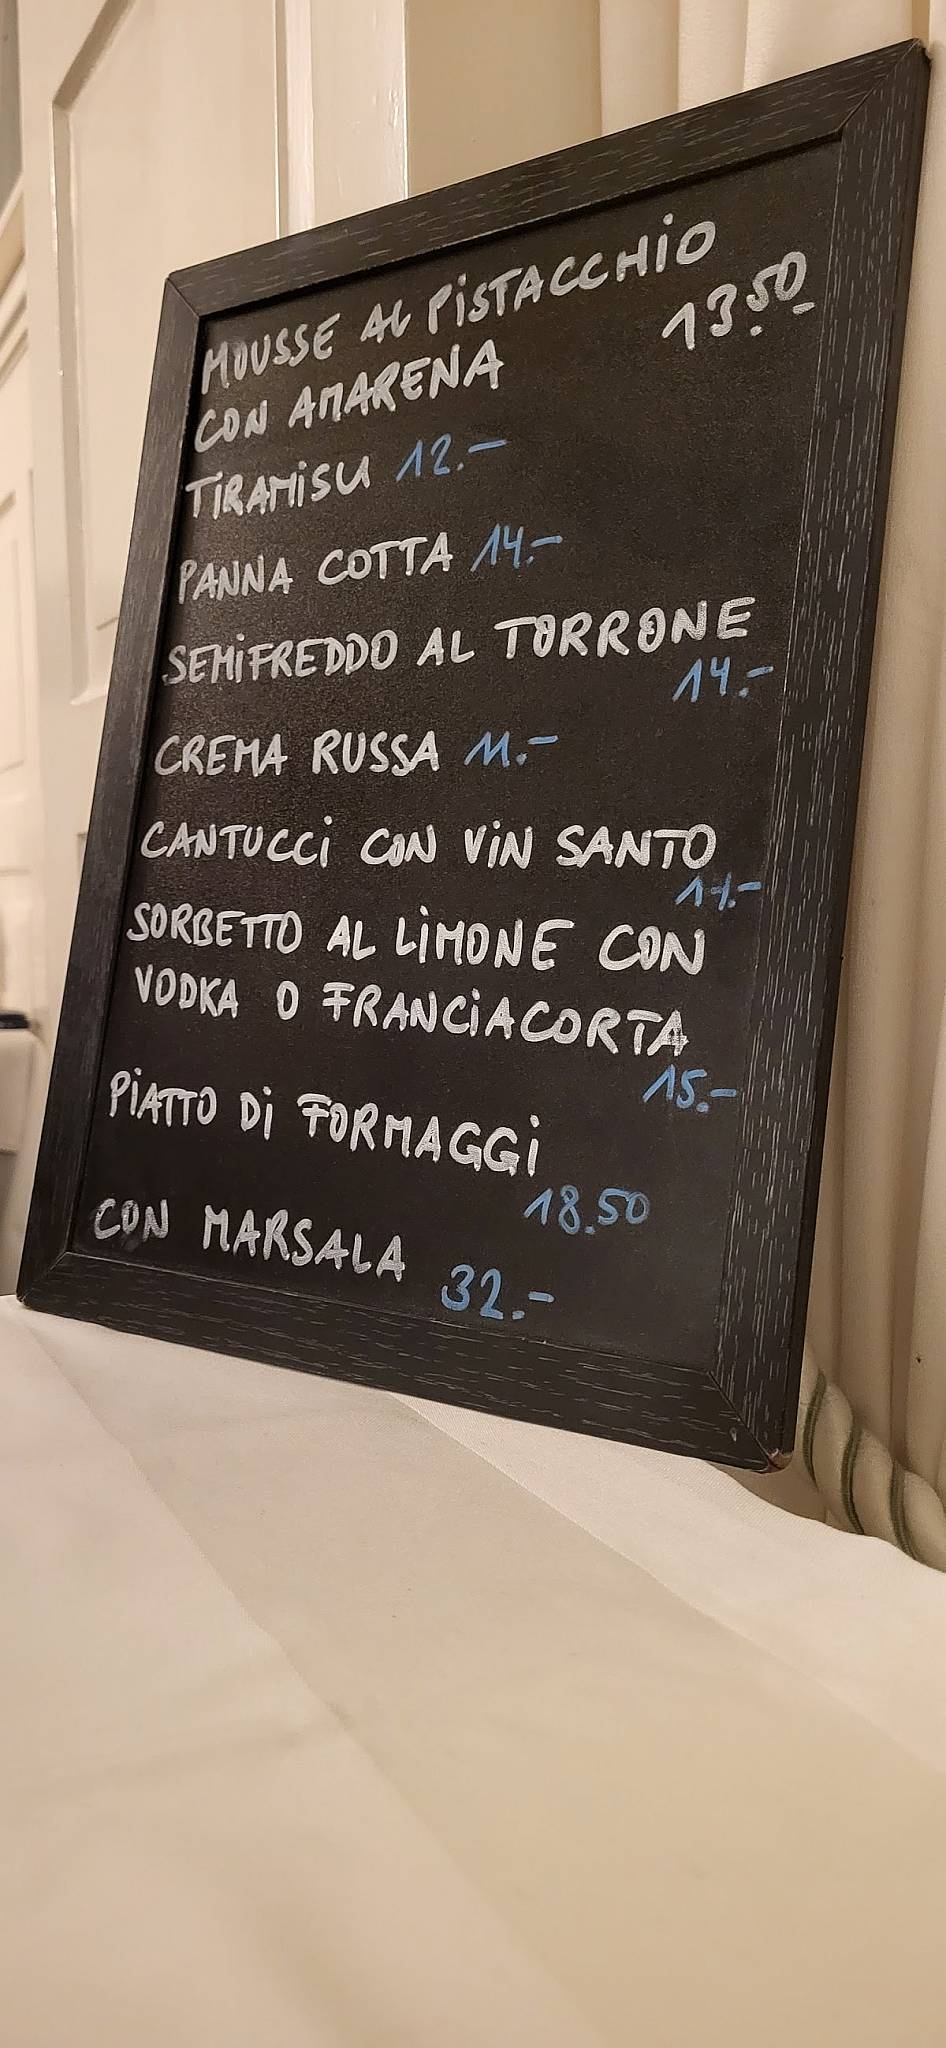 MOUSSE AL PISTACCHIO
CON AMARENA 13.50.-
TIRAMISU 12.-
PANNA COTTA 14.-
SEMIFREDDO AL TORRONE
14.-
CREMA RUSSA 11.-
CANTUCCI CON VIN SANTO
SORBETTO AL LIMONE CON
VODKA O FRANCIACORTA
15.-
PIATTO DI FORMAGGI
18.50
CON MARSALA 32.-